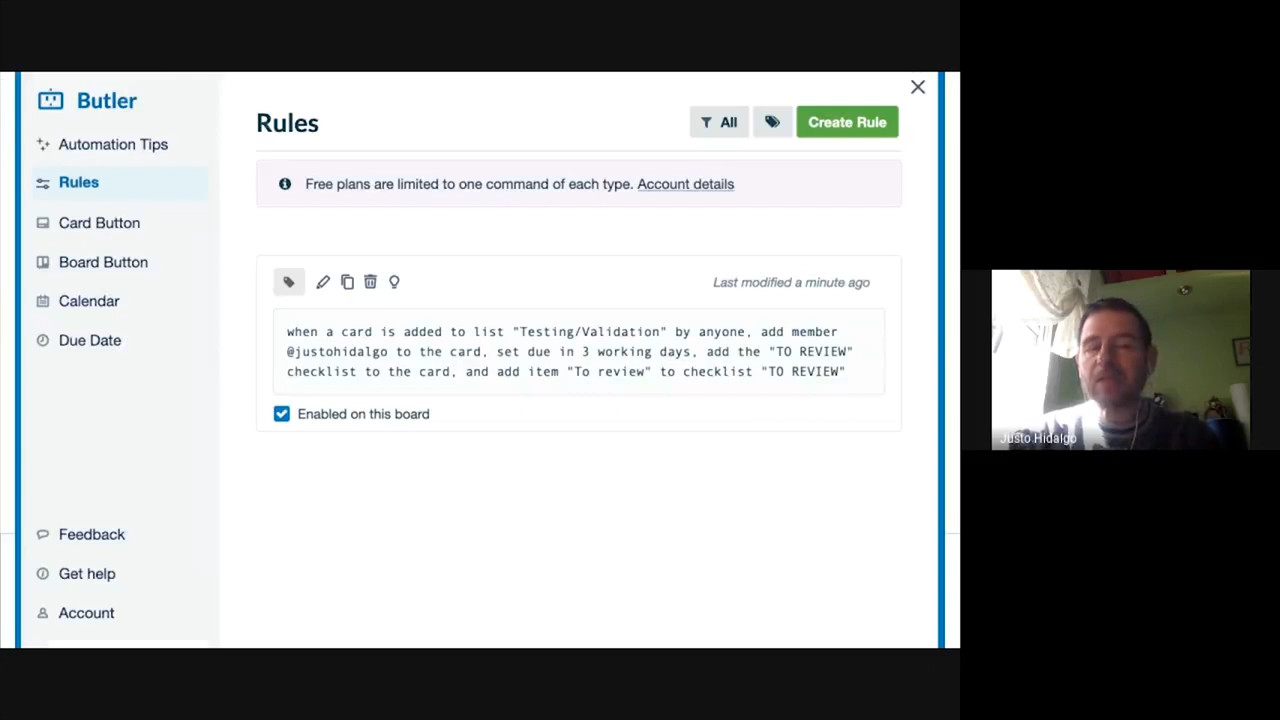 Butler
Automation Tips
Rules
Card Button
Board Button
Calendar
Due Date
Feedback
Get help
Account
Rules
All
Create Rule
Free plans are limited to one command of each type. Account details
Last modified a minute ago
when a card is added to list "Testing/Validation" by anyone, add member
@justohidalgo to the card, set due in 3 working days, add the "TO REVIEW"
checklist to the card, and add item "To review" to checklist "TO REVIEW"
Enabled on this board
Justo Hidalgo